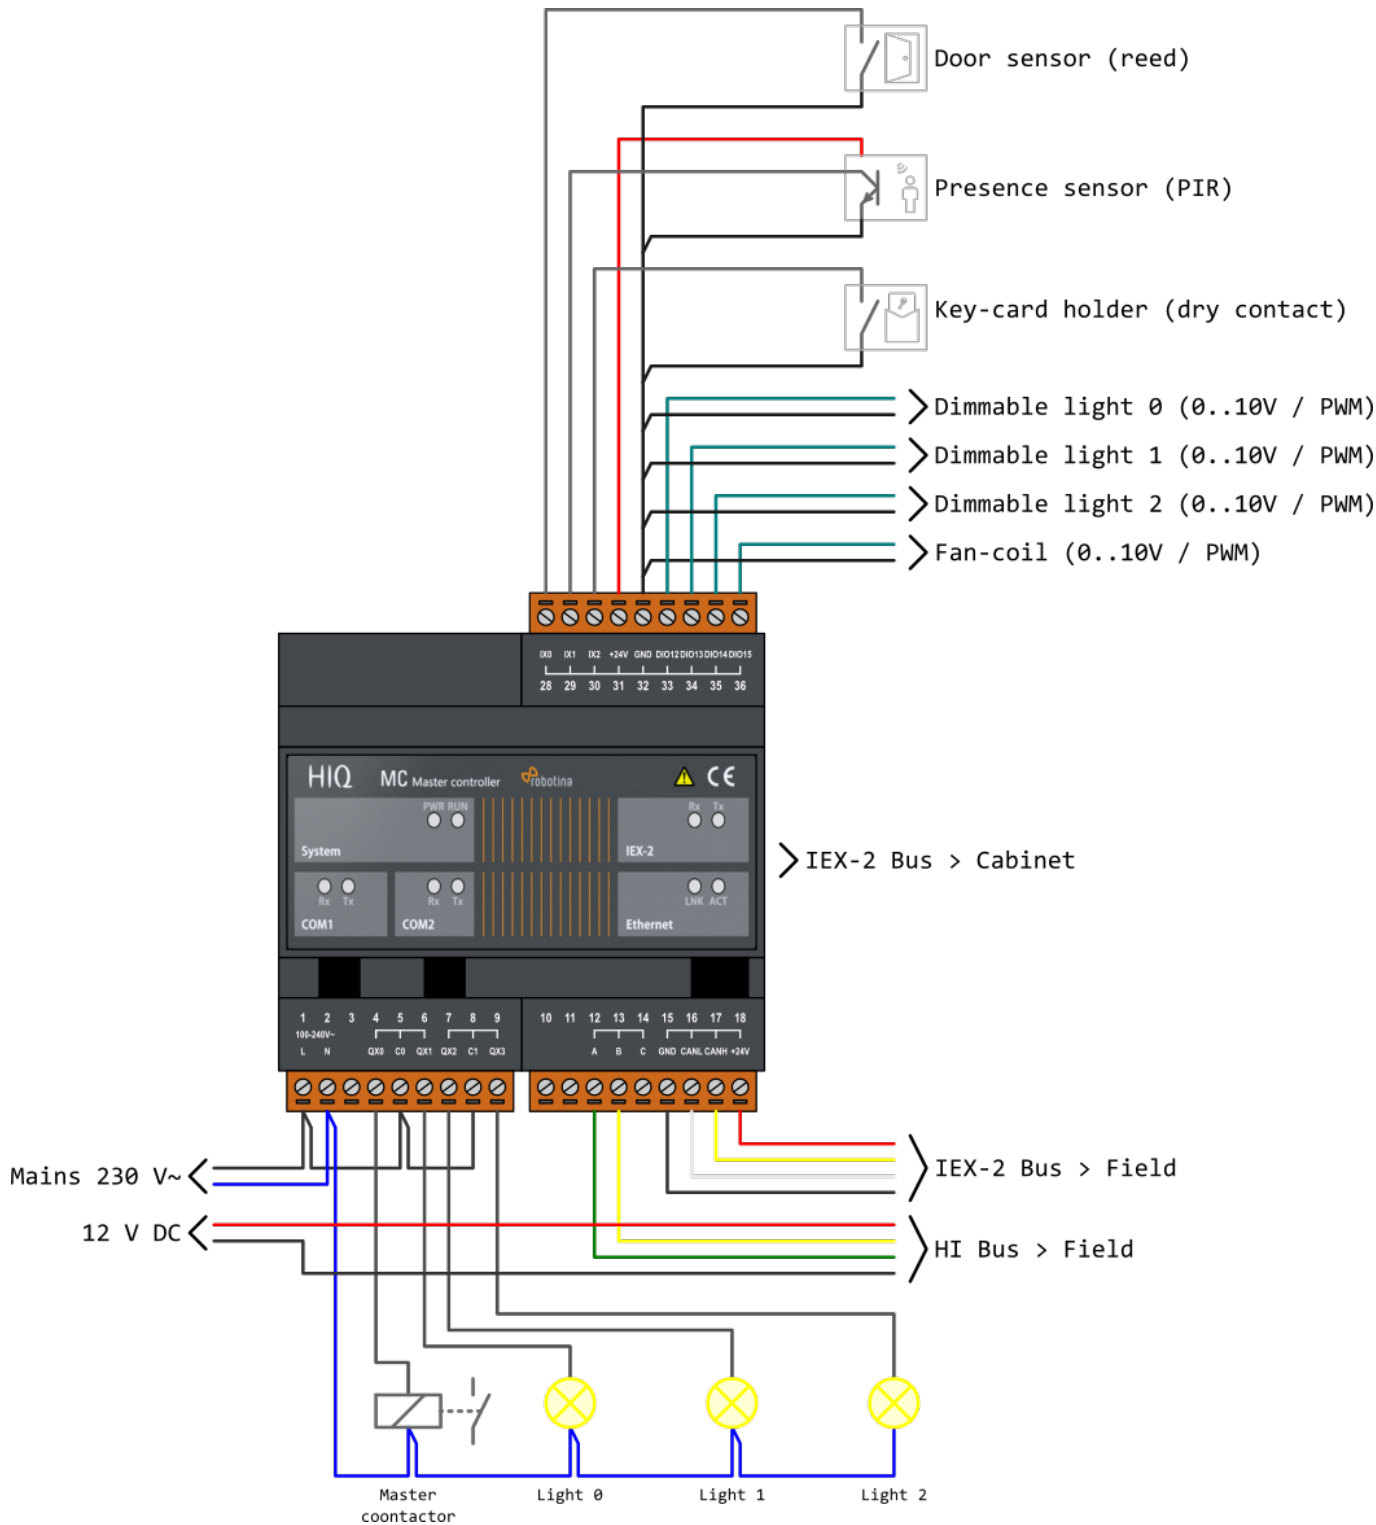 Door sensor (reed)
Presence sensor (PIR)
Key-card holder (dry contact)
Dimmable light 0 (0..10V / PWM)
Dimmable light 1 (0..10V / PWM)
Dimmable light 2 (0..10V / PWM)
Fan-coil (0..10V / PWM)
IX0 IX1 IX2 +24V GND DIO12 DIO13 DIO14 DIO15
28 29 30 31 32 33 34 35 36
HIQ MC Master controller robotina CE
PWR RUN
System
Rx Tx
IEX-2
IEX-2 Bus > Cabinet
Rx Tx
COM1
Rx Tx
COM2
LNK ACT
Ethernet
1 2 3 4 5 6 7 8 9
100-240V~
L N QX0 C0 QX1 QX2 C1 QX3
10 11 12 13 14 15 16 17 18
A B C GND CANL CANH +24V
Mains 230 V~
12 V DC
IEX-2 Bus > Field
HI Bus > Field
Master
coontactor
Light 0
Light 1
Light 2